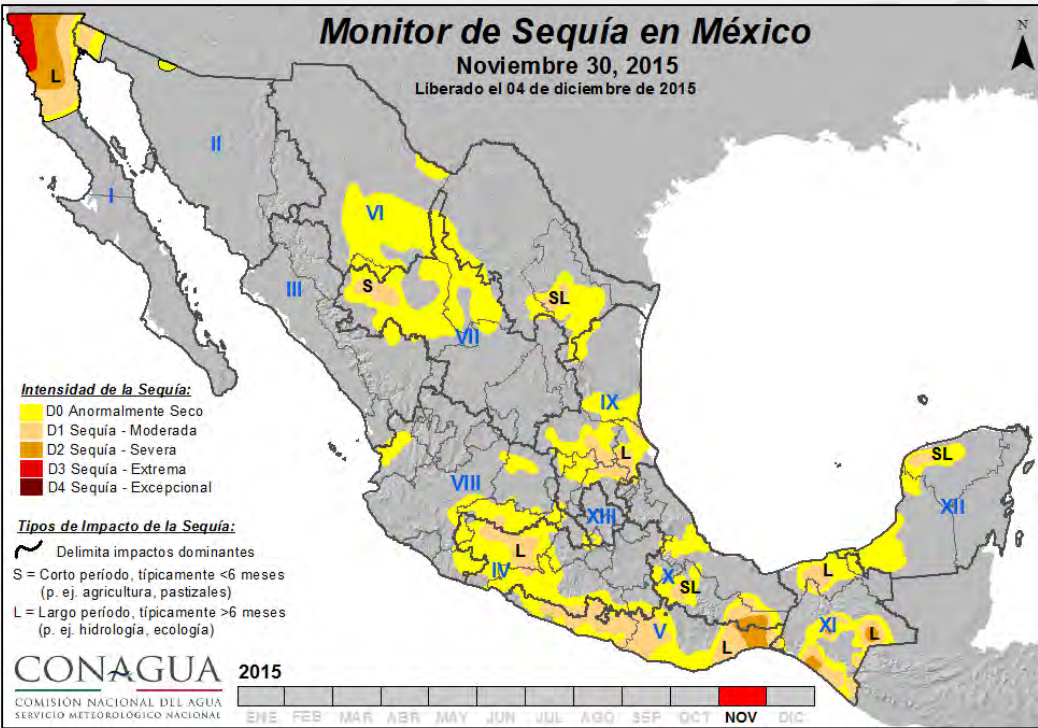 Monitor de Sequía en México
Noviembre 30, 2015
Liberado el 04 de diciembre de 2015
N
L
II
I
VI
III
S
SL
VII
IX
L
SL
VIII
XII
XIII
L
IV
X
SL
L
V
XI
L
L
Intensidad de la Sequía:
D0 Anormalmente Seco
D1 Sequía - Moderada
D2 Sequía - Severa
D3 Sequía - Extrema
D4 Sequía - Excepcional
Tipos de Impacto de la Sequía:
Delimita impactos dominantes
S = Corto período, típicamente <6 meses
(p. ej. agricultura, pastizales)
L = Largo período, típicamente >6 meses
(p. ej. hidrología, ecología)
CONAGUA
COMISIÓN NACIONAL DEL AGUA
SERVICIO METEOROLÓGICO NACIONAL
2015
ENE FEB MAR ABR MAY JUN JUL AGO SEP OCT NOV DIC